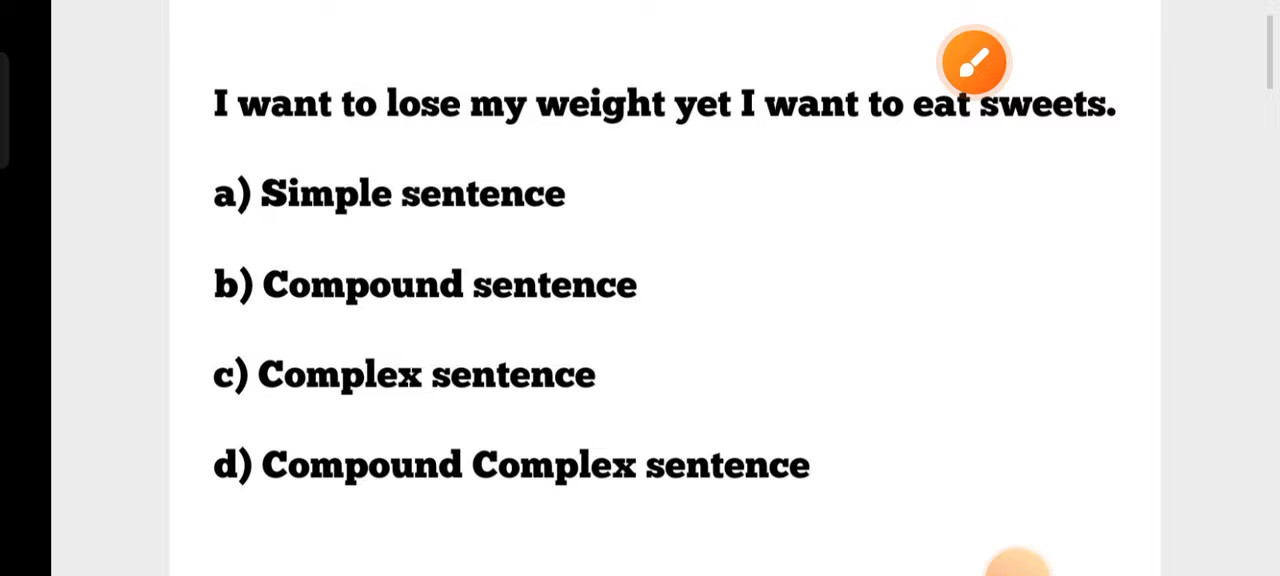 I want to lose my weight yet I want to eat sweets.
a) Simple sentence
b) Compound sentence
c) Complex sentence
d) Compound Complex sentence